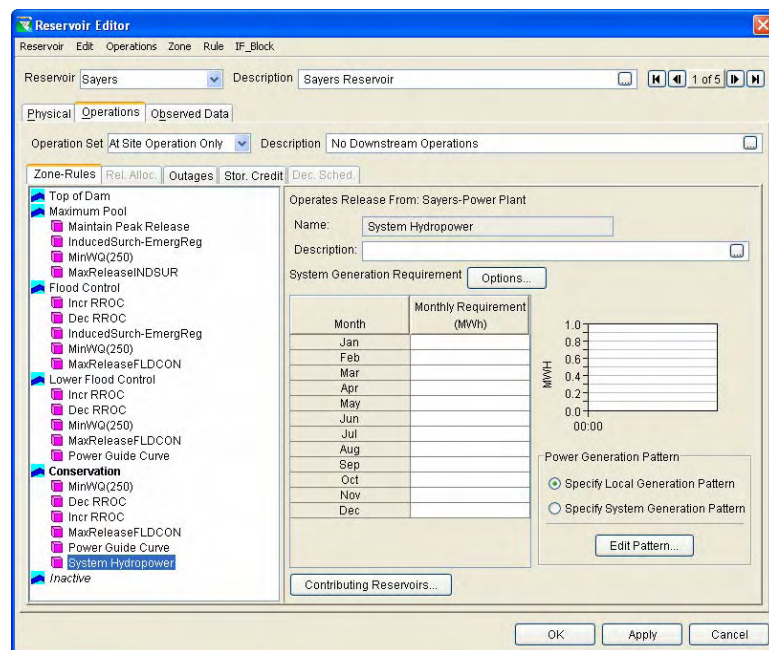 Reservoir Editor
Reservoir Edit Operations Zone Rule IF_Block
Reservoir Sayers Description Sayers Reservoir ... 1 of 5
Physical Operations Observed Data
Operation Set At Site Operation Only Description No Downstream Operations ...
Zone-Rules Rel. Alloc. Outages Stor. Credit Dec. Sched.
Top of Dam
Maximum Pool
Maintain Peak Release
InducedSurch-EmergReg
MinWQ(250)
MaxReleaseINDSUR
Flood Control
Incr RROC
Dec RROC
InducedSurch-EmergReg
MinWQ(250)
MaxReleaseFLDCON
Lower Flood Control
Incr RROC
Dec RROC
MinWQ(250)
MaxReleaseFLDCON
Power Guide Curve
Conservation
MinWQ(250)
Dec RROC
Incr RROC
MaxReleaseFLDCON
Power Guide Curve
System Hydropower
Inactive
Operates Release From: Sayers-Power Plant
Name: System Hydropower
Description: ...
System Generation Requirement Options...
Month Monthly Requirement (MWh)
Jan
Feb
Mar
Apr
May
Jun
Jul
Aug
Sep
Oct
Nov
Dec
MWH
1.0
0.8
0.6
0.4
0.2
0.0
00:00
Power Generation Pattern
Specify Local Generation Pattern
Specify System Generation Pattern
Edit Pattern...
Contributing Reservoirs...
OK Apply Cancel